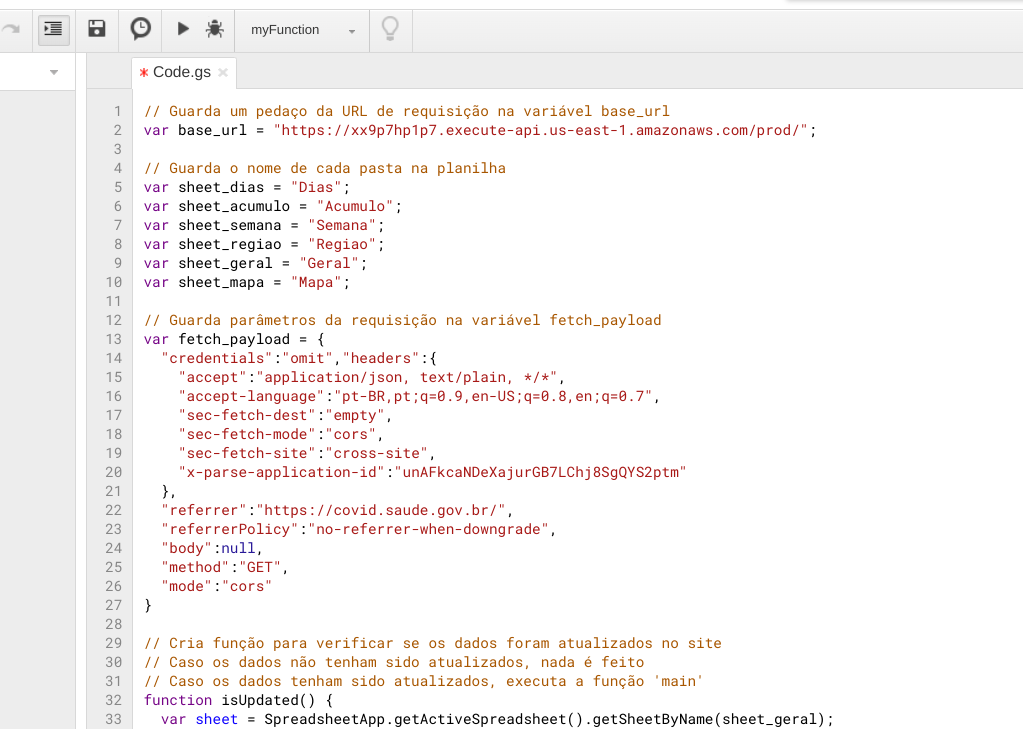 myFunction
* Code.gs ×
1 // Guarda um pedaço da URL de requisição na variável base_url
2 var base_url = "https://xx9p7hp1p7.execute-api.us-east-1.amazonaws.com/prod/";
3
4 // Guarda o nome de cada pasta na planilha
5 var sheet_dias = "Dias";
6 var sheet_acumulo = "Acumulo";
7 var sheet_semana = "Semana";
8 var sheet_regiao = "Regiao";
9 var sheet_geral = "Geral";
10 var sheet_mapa = "Mapa";
11
12 // Guarda parâmetros da requisição na variável fetch_payload
13 var fetch_payload = {
14   "credentials":"omit","headers":{
15     "accept":"application/json, text/plain, */*",
16     "accept-language":"pt-BR,pt;q=0.9,en-US;q=0.8,en;q=0.7",
17     "sec-fetch-dest":"empty",
18     "sec-fetch-mode":"cors",
19     "sec-fetch-site":"cross-site",
20     "x-parse-application-id":"unAFkcaNDeXajurGB7LChj8SgQYS2ptm"
21   },
22   "referrer":"https://covid.saude.gov.br/",
23   "referrerPolicy":"no-referrer-when-downgrade",
24   "body":null,
25   "method":"GET",
26   "mode":"cors"
27 }
28
29 // Cria função para verificar se os dados foram atualizados no site
30 // Caso os dados não tenham sido atualizados, nada é feito
31 // Caso os dados tenham sido atualizados, executa a função 'main'
32 function isUpdated() {
33   var sheet = SpreadsheetApp.getActiveSpreadsheet().getSheetByName(sheet_geral);